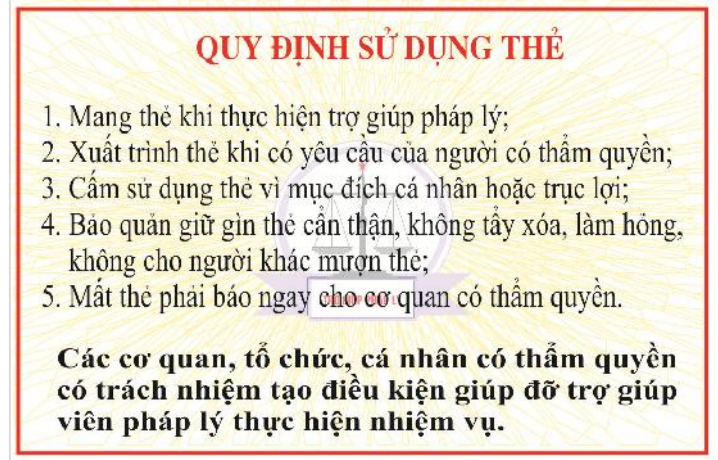 QUY ĐỊNH SỬ DỤNG THẺ
1. Mang thẻ khi thực hiện trợ giúp pháp lý;
2. Xuất trình thẻ khi có yêu cầu của người có thẩm quyền;
3. Cấm sử dụng thẻ vì mục đích cá nhân hoặc trục lợi;
4. Bảo quản giữ gìn thẻ cẩn thận, không tẩy xóa, làm hỏng,
không cho người khác mượn thẻ;
5. Mất thẻ phải báo ngay cho cơ quan có thẩm quyền.
Các cơ quan, tổ chức, cá nhân có thẩm quyền
có trách nhiệm tạo điều kiện giúp đỡ trợ giúp
viên pháp lý thực hiện nhiệm vụ.